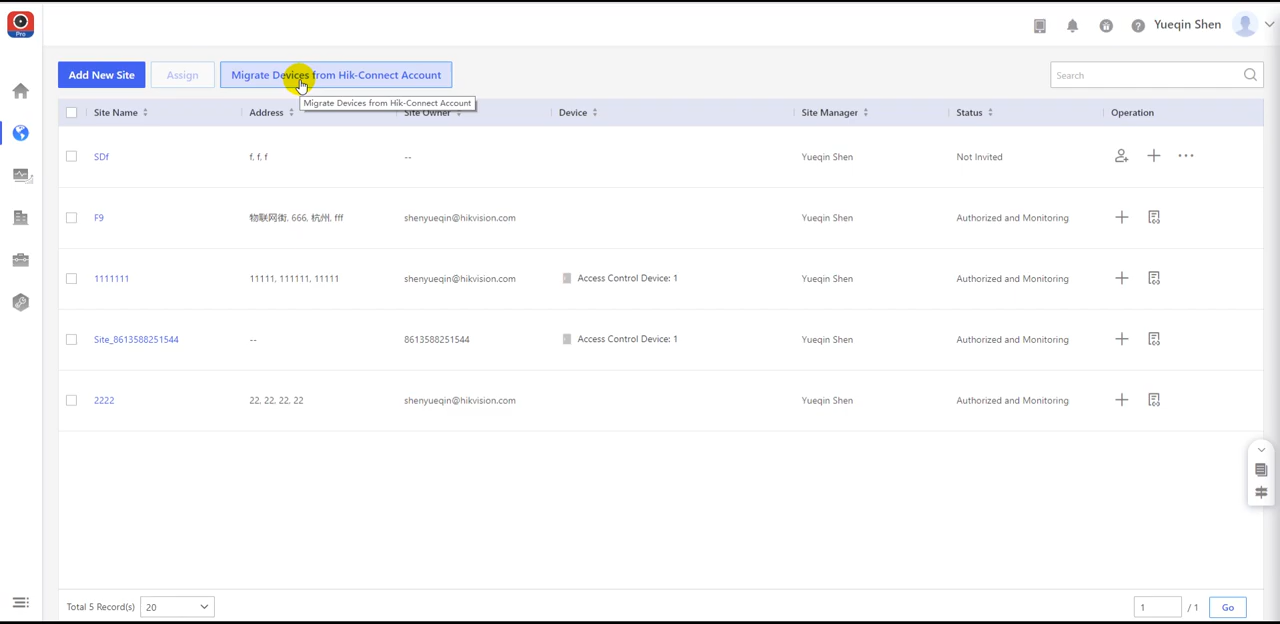 Pro
Yueqin Shen
Add New Site Assign Migrate Devices from Hik-Connect Account Search
Migrate Devices from Hik-Connect Account
Site Name Address Site Owner Device Site Manager Status Operation
SDf f, f, f -- Yueqin Shen Not Invited
F9 物联网街, 666, 杭州, fff shenyueqin@hikvision.com Yueqin Shen Authorized and Monitoring
1111111 11111, 111111, 11111 shenyueqin@hikvision.com Access Control Device: 1 Yueqin Shen Authorized and Monitoring
Site_8613588251544 -- 8613588251544 Access Control Device: 1 Yueqin Shen Authorized and Monitoring
2222 22, 22, 22, 22 shenyueqin@hikvision.com Yueqin Shen Authorized and Monitoring
Total 5 Record(s) 20 1 / 1 Go